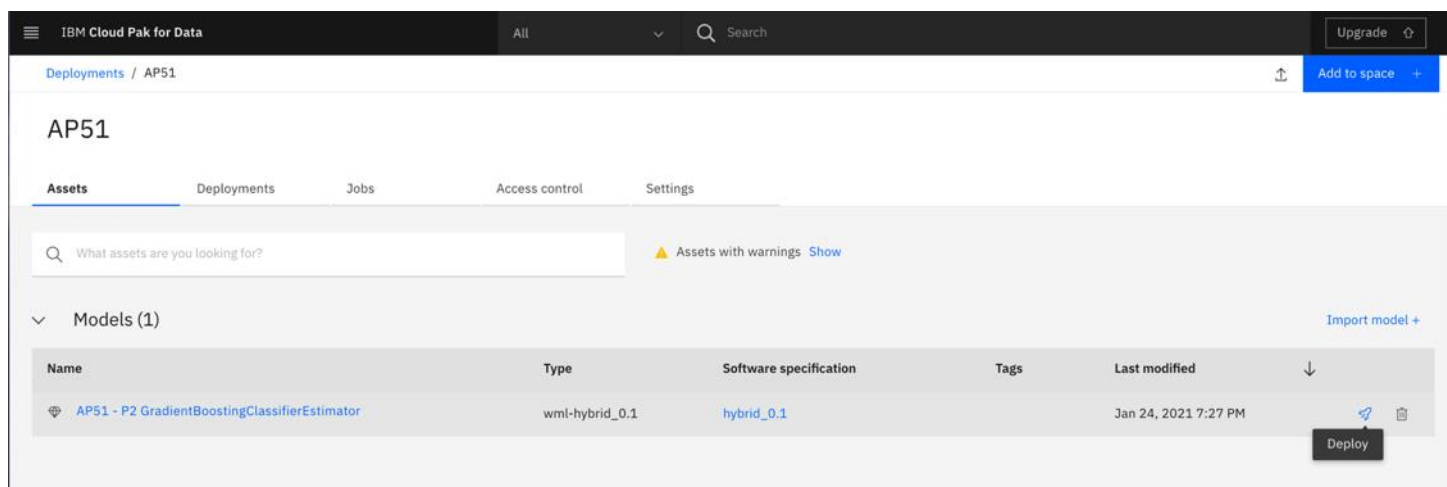 IBM Cloud Pak for Data All Search Upgrade
Deployments / AP51 Add to space +
AP51
Assets Deployments Jobs Access control Settings
What assets are you looking for? Assets with warnings Show
Models (1) Import model +
Name Type Software specification Tags Last modified
AP51 - P2 GradientBoostingClassifierEstimator wml-hybrid_0.1 hybrid_0.1 Jan 24, 2021 7:27 PM
Deploy